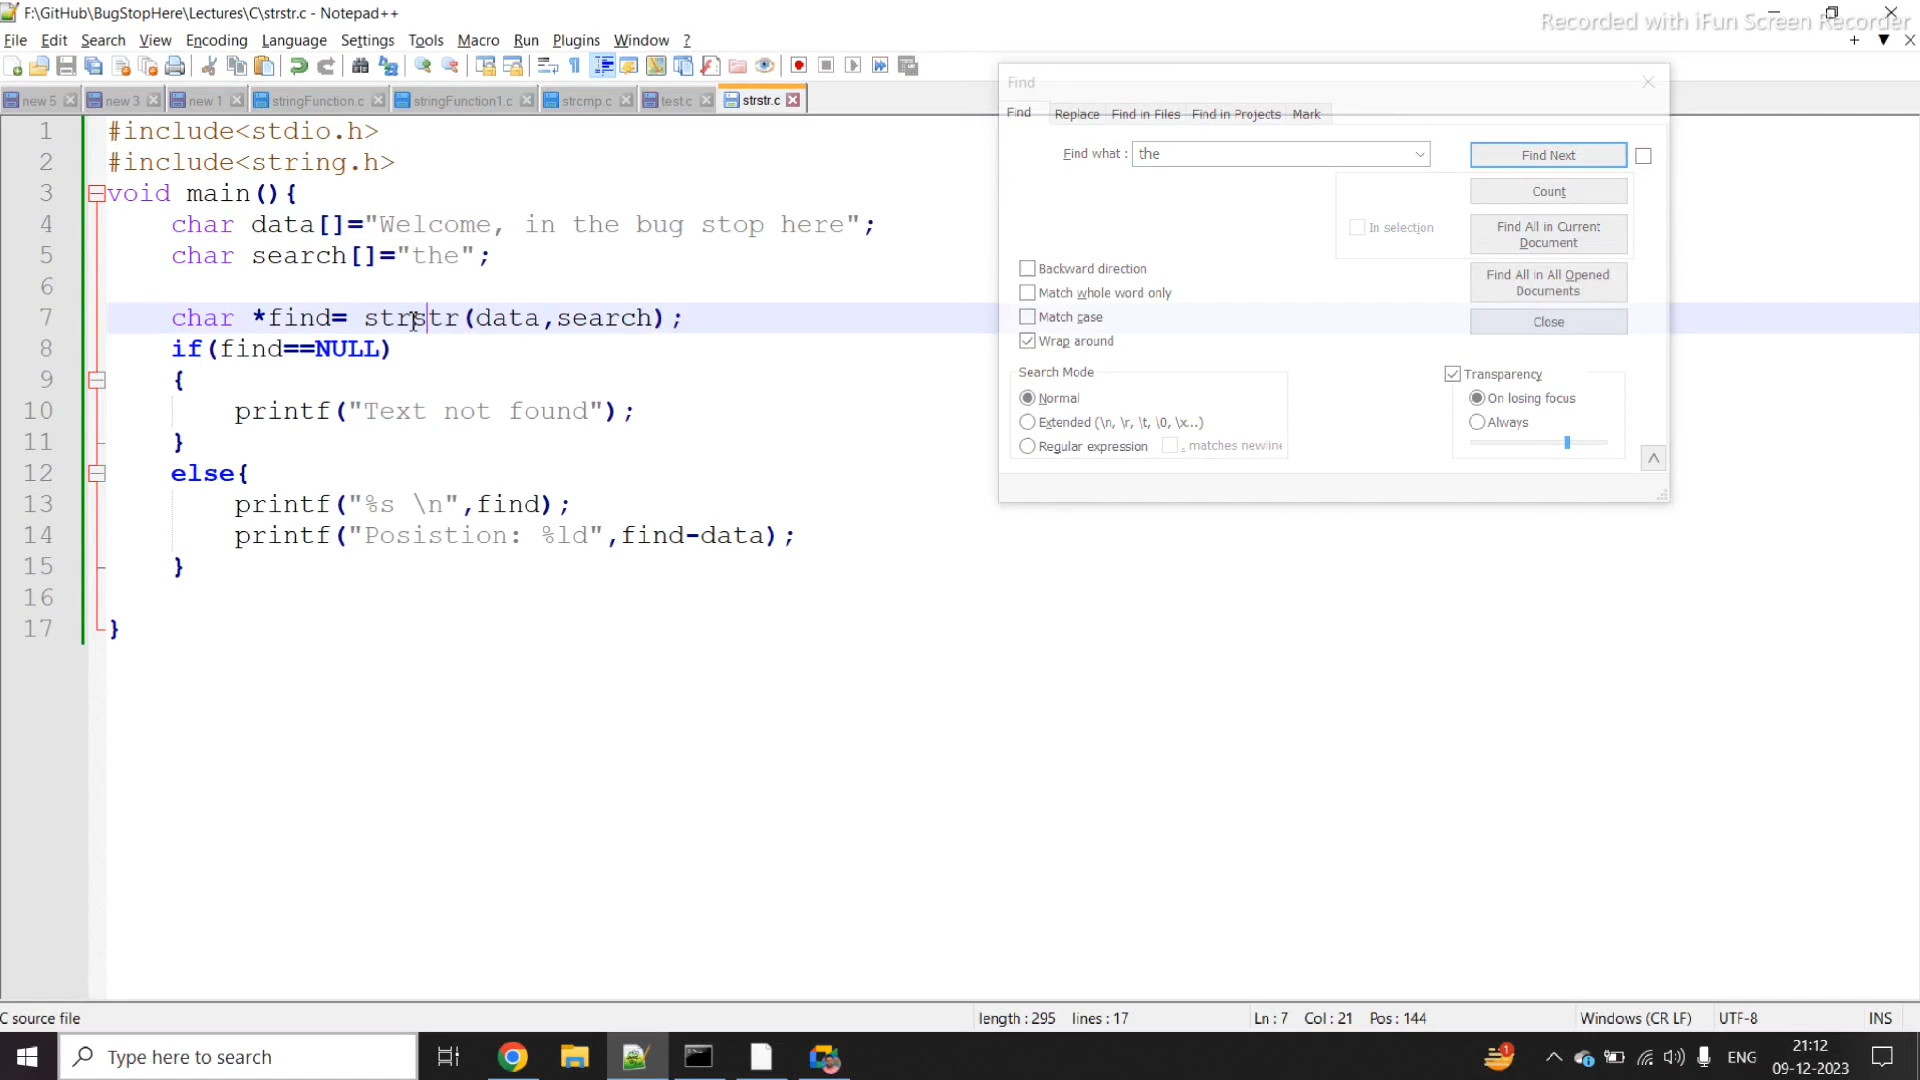 F:\GitHub\BugStopHere\Lectures\C\strstr.c - Notepad++
Recorded with iFun Screen Recorder
File Edit Search View Encoding Language Settings Tools Macro Run Plugins Window ?
new 5 new 3 new 1 stringFunction.c stringFunction1.c strcmp.c test.c strstr.c
1 #include<stdio.h>
2 #include<string.h>
3 void main(){
4 char data[]="Welcome, in the bug stop here";
5 char search[]="the";
6
7 char *find= strstr(data,search);
8 if(find==NULL)
9 {
10 printf("Text not found");
11 }
12 else{
13 printf("%s \n",find);
14 printf("Posistion: %ld",find-data);
15 }
16
17 }
Find
Find Replace Find in Files Find in Projects Mark
Find what : the
Find Next
Count
In selection
Find All in Current
Document
Find All in All Opened
Documents
Close
Backward direction
Match whole word only
Match case
Wrap around
Search Mode
Normal
Extended (\n, \r, \t, \0, \x...)
Regular expression . matches newline
Transparency
On losing focus
Always
C source file length : 295 lines : 17 Ln : 7 Col : 21 Pos : 144 Windows (CR LF) UTF-8 INS
Type here to search
1
ENG
21:12
09-12-2023